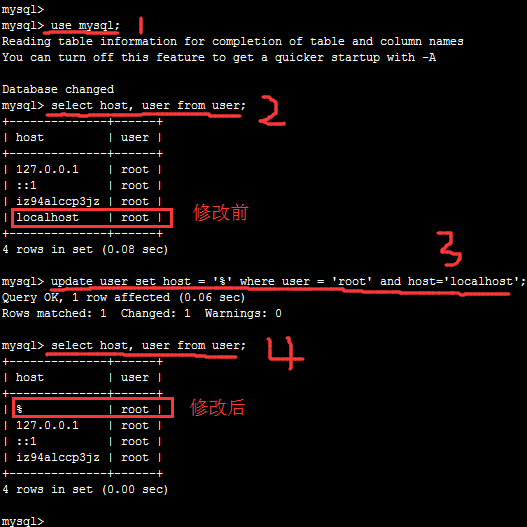 mysql>
mysql> use mysql; 1
Reading table information for completion of table and column names
You can turn off this feature to get a quicker startup with -A
Database changed
mysql> select host, user from user; 2
+--------------+------+
| host | user |
+--------------+------+
| 127.0.0.1 | root |
| ::1 | root |
| iz94alccp3jz | root |
| localhost | root | 修改前
+--------------+------+
4 rows in set (0.08 sec)
3
mysql> update user set host = '%' where user = 'root' and host='localhost';
Query OK, 1 row affected (0.06 sec)
Rows matched: 1 Changed: 1 Warnings: 0
mysql> select host, user from user; 4
+--------------+------+
| host | user |
+--------------+------+
| % | root | 修改后
| 127.0.0.1 | root |
| ::1 | root |
| iz94alccp3jz | root |
+--------------+------+
4 rows in set (0.00 sec)
mysql>